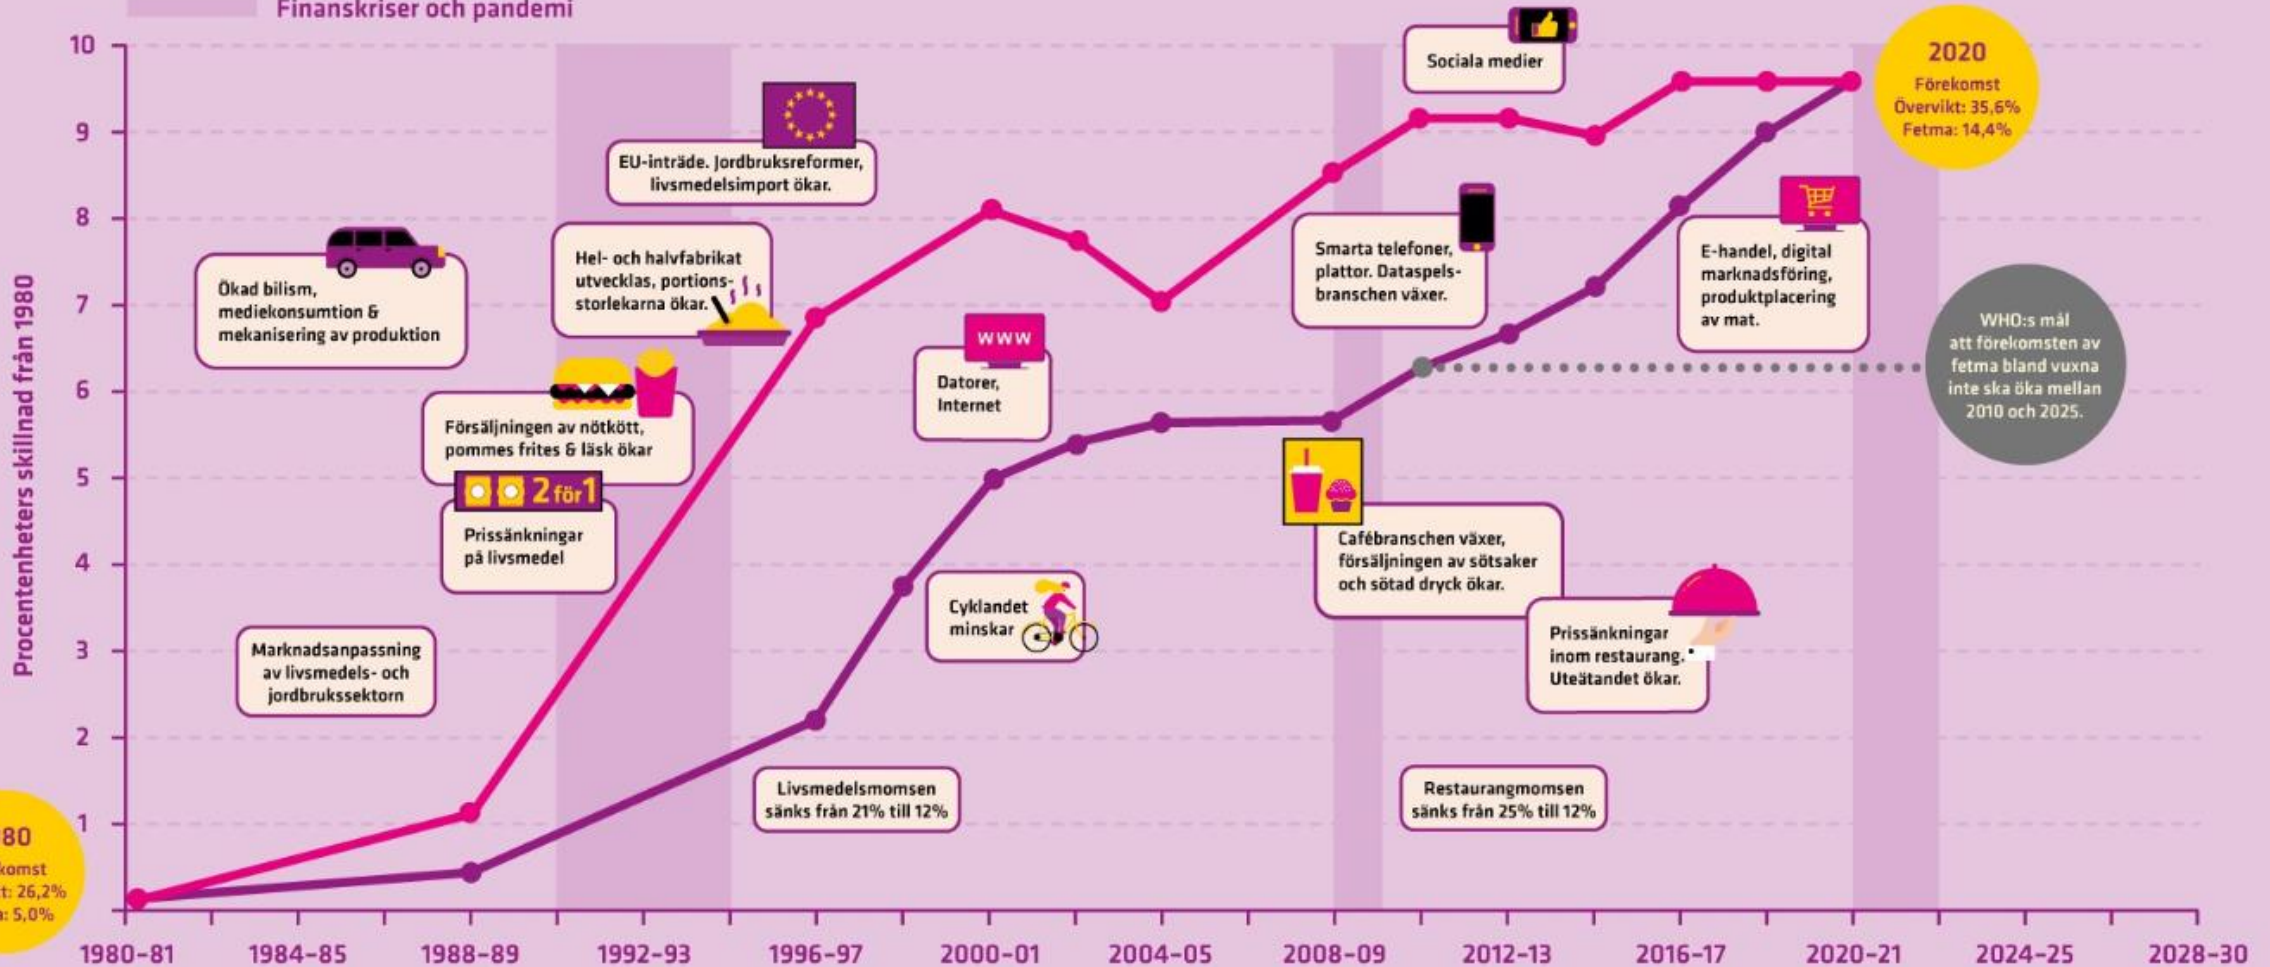 Finanskriser och pandemi
Procentenheters skillnad från 1980
10
9
8
7
6
5
4
3
2
1
Ökad bilism,
mediekonsumtion &
mekanisering av produktion
Marknadsanpassning
av livsmedels- och
jordbrukssektorn
Försäljningen av nötkött,
pommes frites & läsk ökar
2 för 1
Prissänkningar
på livsmedel
Hel- och halvfabrikat
utvecklas, portions-
storlekarna ökar.
EU-inträde. Jordbruksreformer,
livsmedelsimport ökar.
Livsmedelsmomsen
sänks från 21% till 12%
WWW
Datorer,
Internet
Cyklandet
minskar
Sociala medier
Smarta telefoner,
plattor. Dataspels-
branschen växer.
Cafébranschen växer,
försäljningen av sötsaker
och sötad dryck ökar.
Prissänkningar
inom restaurang.
Uteätandet ökar.
Restaurangmomsen
sänks från 25% till 12%
E-handel, digital
marknadsföring,
produktplacering
av mat.
2020
Förekomst
Övervikt: 35,6%
Fetma: 14,4%
WHO:s mål
att förekomsten av
fetma bland vuxna
inte ska öka mellan
2010 och 2025.
80
komst
t: 26,2%
a: 5,0%
1980-81
1984-85
1988-89
1992-93
1996-97
2000-01
2004-05
2008-09
2012-13
2016-17
2020-21
2024-25
2028-30